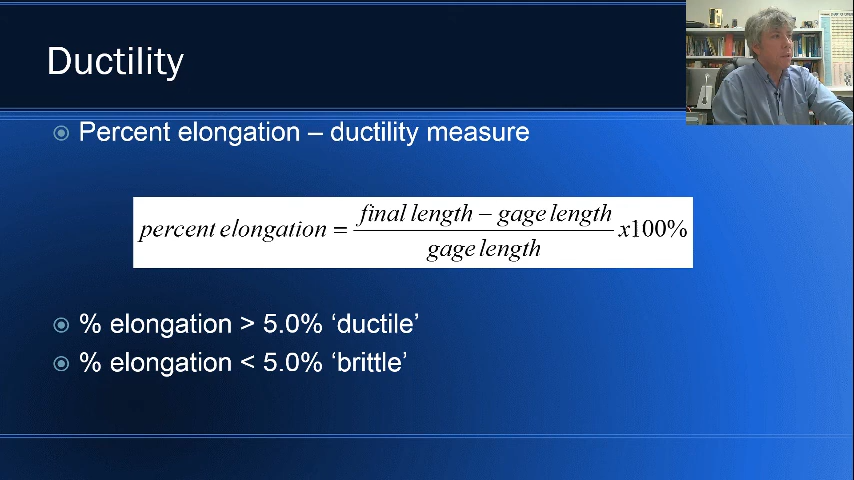 Ductility
Percent elongation – ductility measure
percent elongation = final length − gage length / gage length x100%
% elongation > 5.0% ‘ductile’
% elongation < 5.0% ‘brittle’